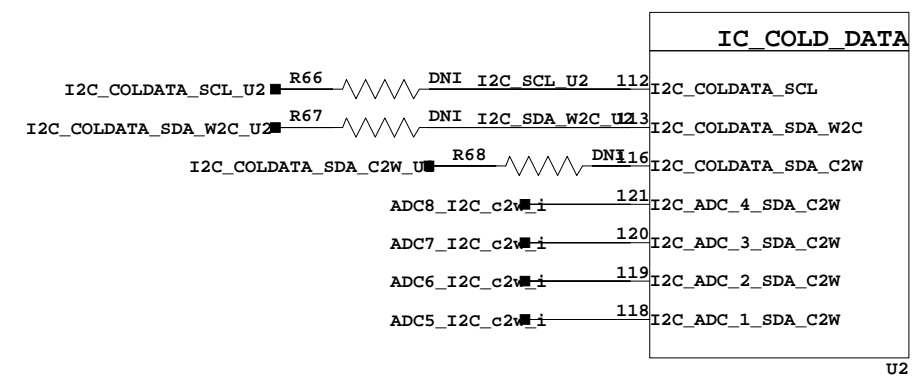 IC_COLD_DATA
I2C_COLDATA_SCL_U2 R66 DNI I2C_SCL_U2 112 I2C_COLDATA_SCL
I2C_COLDATA_SDA_W2C_U2 R67 DNI I2C_SDA_W2C_U2 113 I2C_COLDATA_SDA_W2C
I2C_COLDATA_SDA_C2W_U R68 DNI 116 I2C_COLDATA_SDA_C2W
ADC8_I2C_c2w_i 121 I2C_ADC_4_SDA_C2W
ADC7_I2C_c2w_i 120 I2C_ADC_3_SDA_C2W
ADC6_I2C_c2w_i 119 I2C_ADC_2_SDA_C2W
ADC5_I2C_c2w_i 118 I2C_ADC_1_SDA_C2W
U2